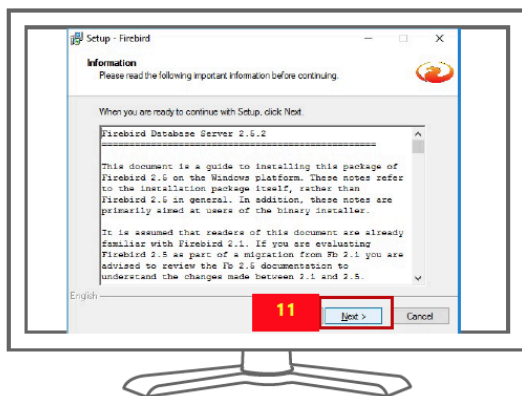 Setup - Firebird
Information
Please read the following important information before continuing.
When you are ready to continue with Setup, click Next.
Firebird Database Server 2.5.2
==================================================
This document is a guide to installing this package of
Firebird 2.5 on the Windows platform. These notes refer
to the installation package itself, rather than
Firebird 2.5 in general. In addition, these notes are
primarily aimed at users of the binary installer.
It is assumed that readers of this document are already
familiar with Firebird 2.1. If you are evaluating
Firebird 2.5 as part of a migration from Fb 2.1 you are
advised to review the Fb 2.5 documentation to
understand the changes made between 2.1 and 2.5.
English
11
Next >
Cancel